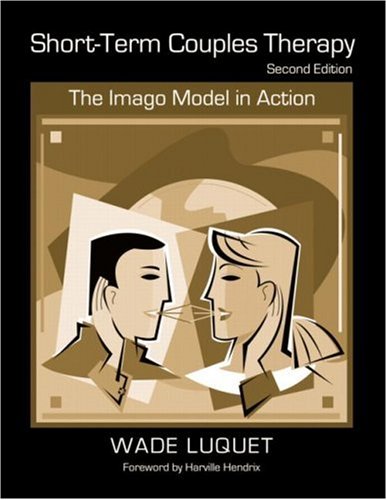 Short-Term Couples Therapy
Second Edition
The Imago Model in Action
WADE LUQUET
Foreword by Harville Hendrix